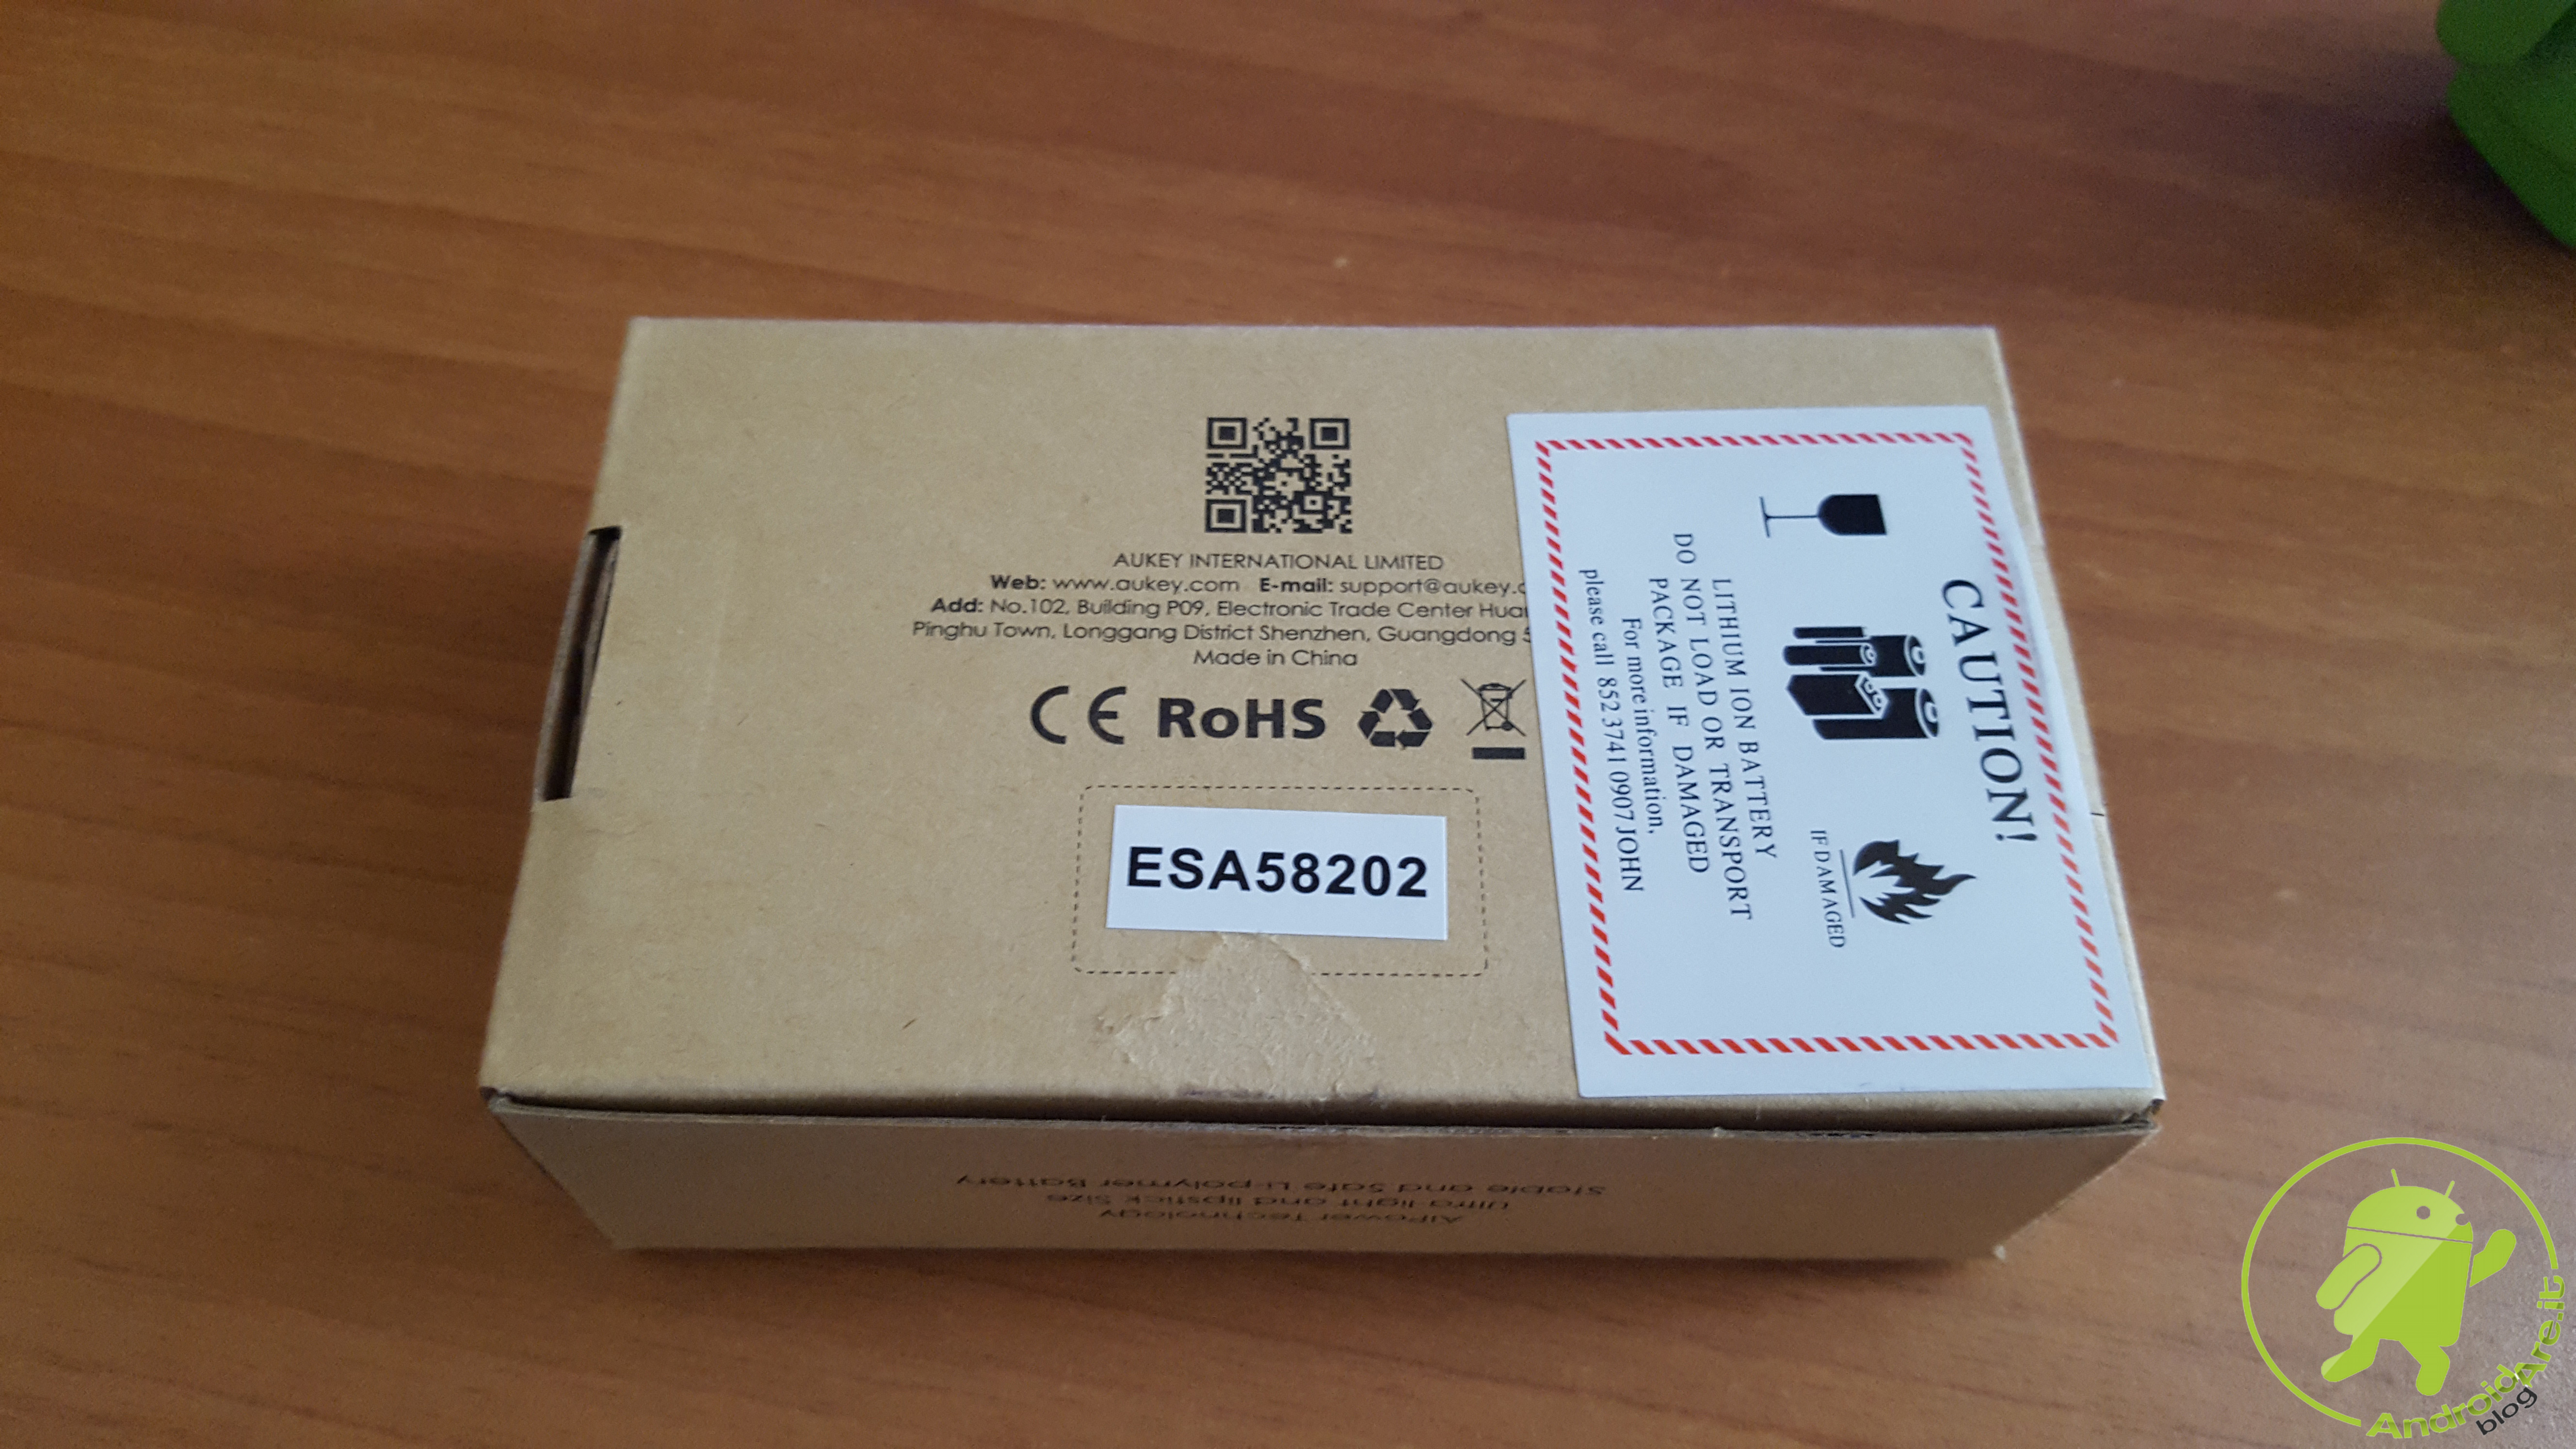 AUKEY INTERNATIONAL LIMITED
Web: www.aukey.com E-mail: support@aukey.c
Add: No.102, Building P09, Electronic Trade Center Hua
Pinghu Town, Longgang District Shenzhen, Guangdong 5
Made in China
CE RoHS
ESA58202
CAUTION!
IF DAMAGED
LITHIUM ION BATTERY
DO NOT LOAD OR TRANSPORT
PACKAGE IF DAMAGED
For more information,
please call 852 3741 0907 JOHN
AiPower Technology
Ultra light and lipstick Size
Stable and Safe Li-polymer Battery
AndroidAre.it
blog